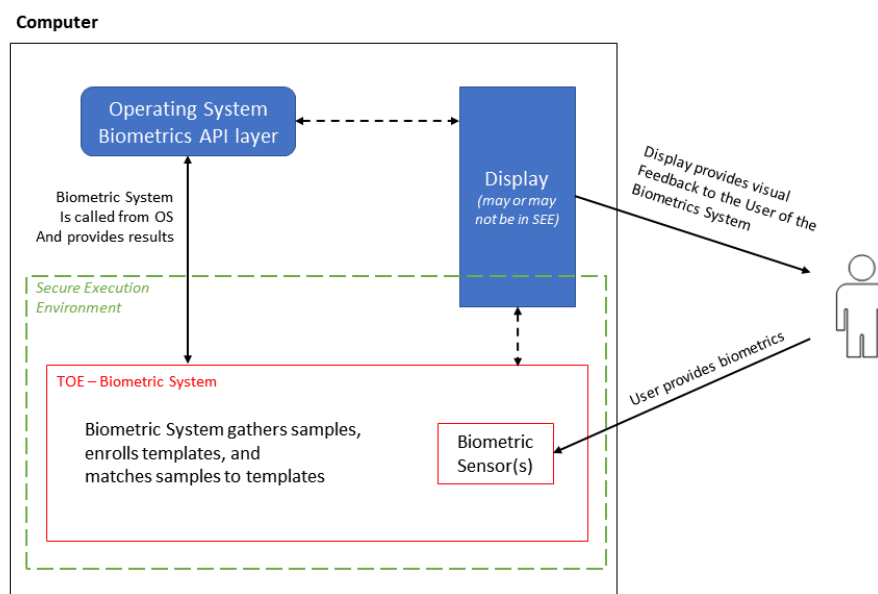 Computer
Operating System
Biometrics API layer
Display
(may or may
not be in SEE)
Display provides visual
Feedback to the User of the
Biometrics System
Biometric System
Is called from OS
And provides results
Secure Execution
Environment
TOE – Biometric System
Biometric System gathers samples,
enrolls templates, and
matches samples to templates
Biometric
Sensor(s)
User provides biometrics